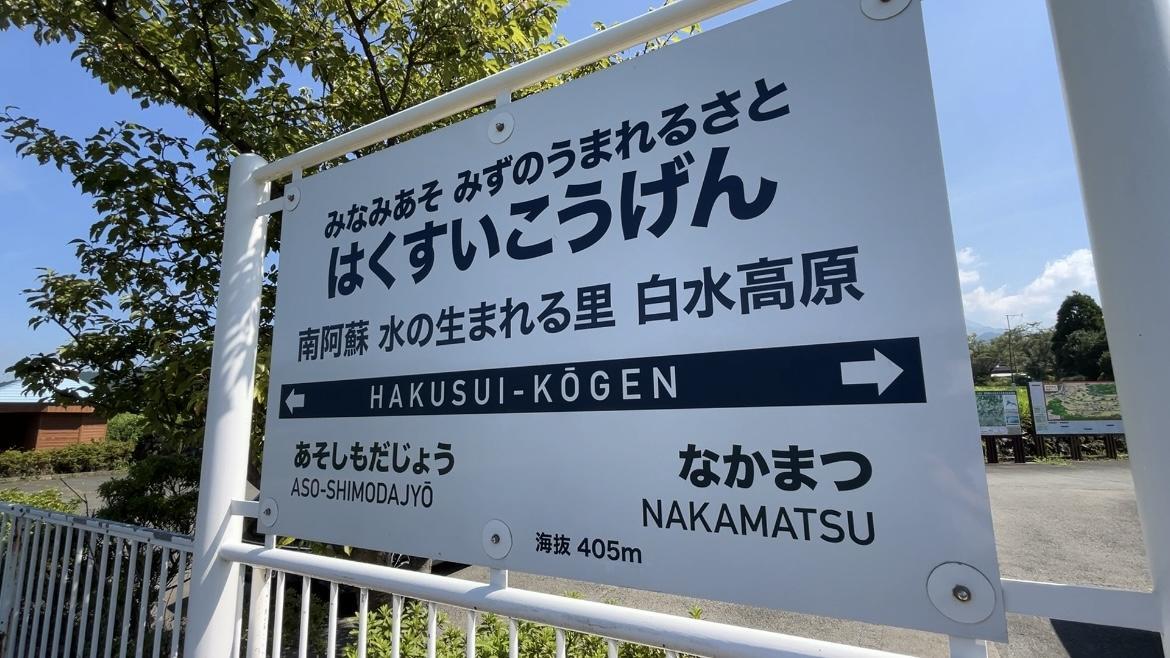 みなみあそ みずのうまれるさと
はくすいこうげん
南阿蘇 水の生まれる里 白水高原
HAKUSUI-KŌGEN
あそしもだじょう
ASO-SHIMODAJYŌ
なかまつ
NAKAMATSU
海抜 405m